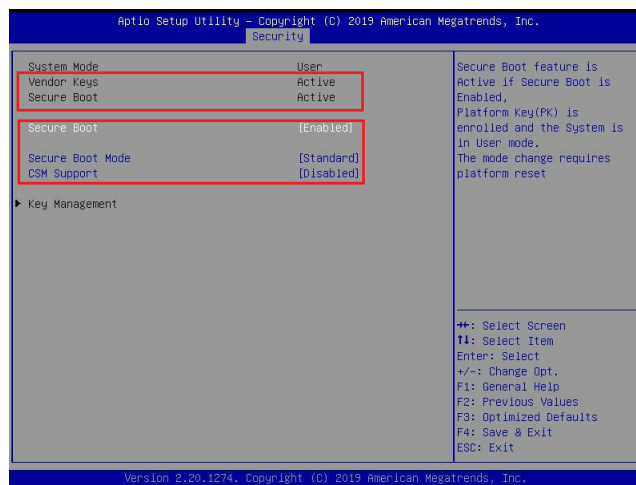 Aptio Setup Utility – Copyright (C) 2019 American Megatrends, Inc.
Security
System Mode User
Vendor Keys Active
Secure Boot Active
Secure Boot [Enabled]
Secure Boot Mode [Standard]
CSM Support [Disabled]
Key Management
Secure Boot feature is
Active if Secure Boot is
Enabled,
Platform Key(PK) is
enrolled and the System is
in User mode.
The mode change requires
platform reset
→←: Select Screen
↑↓: Select Item
Enter: Select
+/-: Change Opt.
F1: General Help
F2: Previous Values
F3: Optimized Defaults
F4: Save & Exit
ESC: Exit
Version 2.20.1274. Copyright (C) 2019 American Megatrends, Inc.